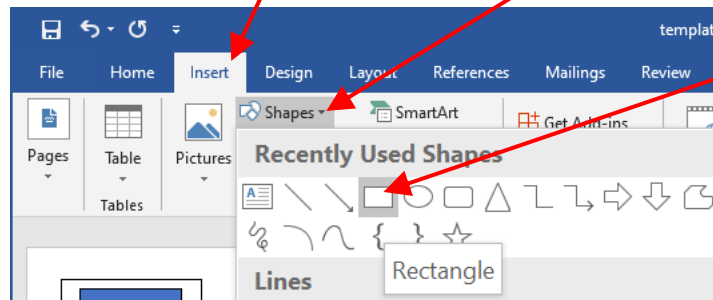 templat
File Home Insert Design Layout References Mailings Review
Shapes SmartArt Get Add-ins
Pages Table Pictures
Tables
Recently Used Shapes
A
Rectangle
Lines